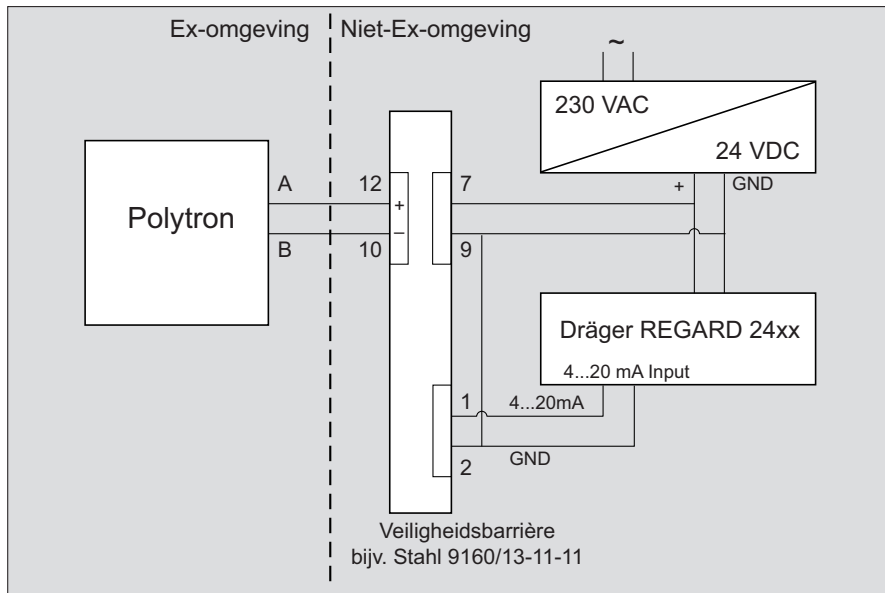 Ex-omgeving
Niet-Ex-omgeving
~
230 VAC
24 VDC
+
GND
A
12
7
+
Polytron
–
B
10
9
Dräger REGARD 24xx
4...20 mA Input
1
4...20mA
GND
2
Veiligheidsbarrière
bijv. Stahl 9160/13-11-11